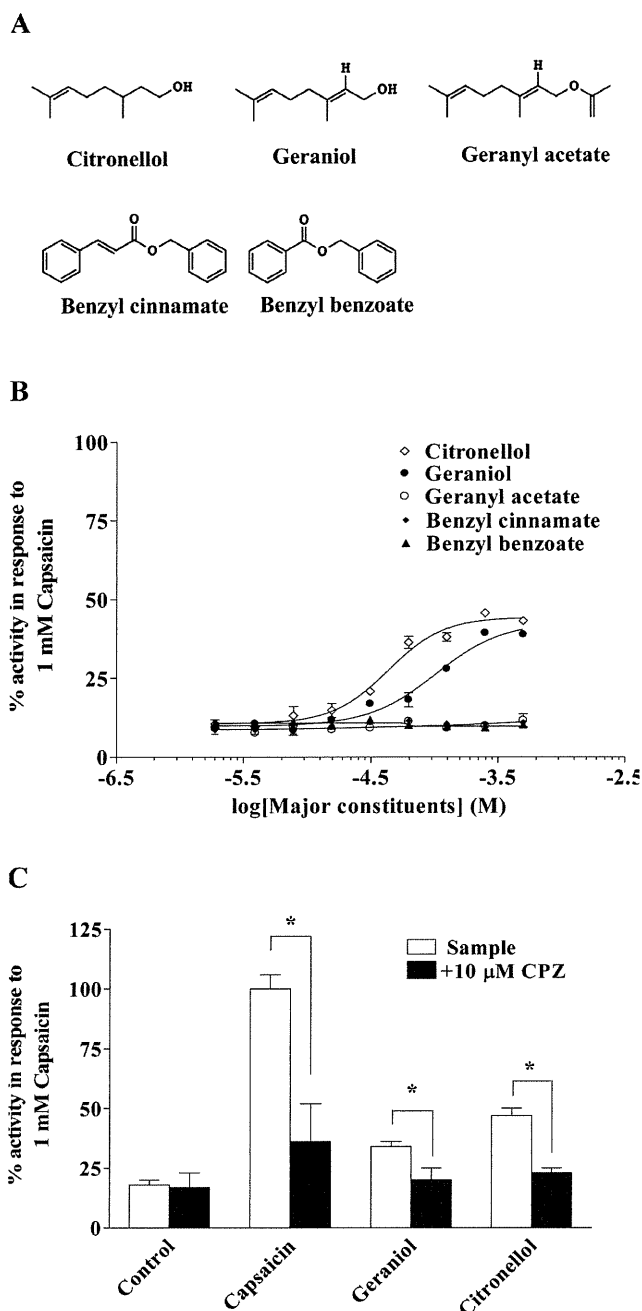 A
OH
H
OH
H
O
Citronellol
Geraniol
Geranyl acetate
O
O
O
O
Benzyl cinnamate
Benzyl benzoate
B
% activity in response to
1 mM Capsaicin
100
75
50
25
0
-6.5
-5.5
-4.5
-3.5
-2.5
log[Major constituents] (M)
Citronellol
Geraniol
Geranyl acetate
Benzyl cinnamate
Benzyl benzoate
C
% activity in response to
1 mM Capsaicin
125
100
75
50
25
0
*
*
*
Sample
+10 μM CPZ
Control
Capsaicin
Geraniol
Citronellol